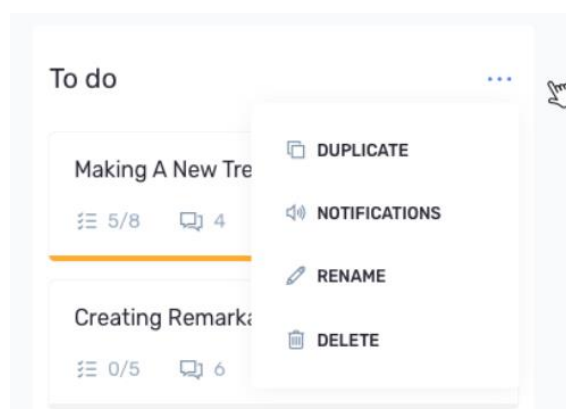 To do
Making A New Tre
5/8 4
Creating Remarka
0/5 6
DUPLICATE
NOTIFICATIONS
RENAME
DELETE